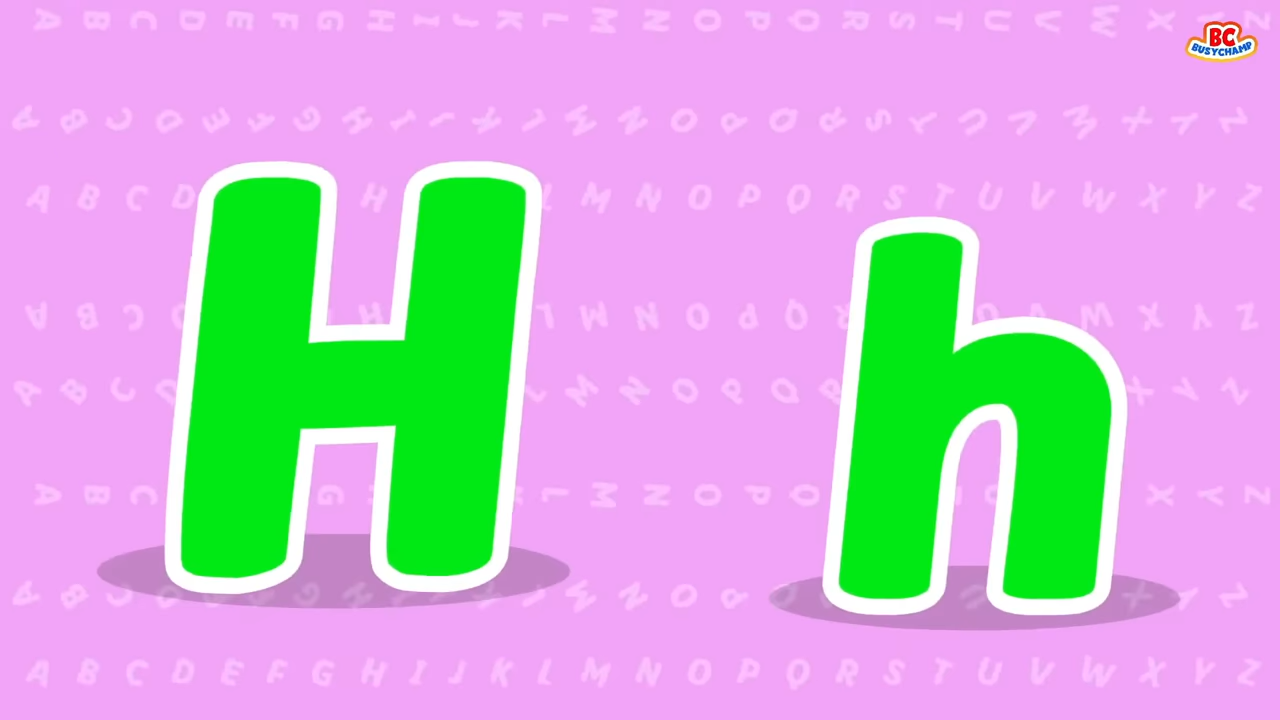 A B C D E F G H I J K L M N O P Q R S T U V W X Y Z
BC
BUSYCHAMP
A B C D E F G H I J K L M N O P Q R S T U V W X Y Z
A B C D H M N O P Q R S T U V W X Y Z
H h
A B C H L M N O P Q R V W X Y Z
A B C D L M N O P Q R X Y Z
A B C G H L M N O P Q X Y Z
A B C D E F G H I J K L M N O P Q X Y Z
A B C D E F G H I J K L M N O P Q R S T U V W X Y Z